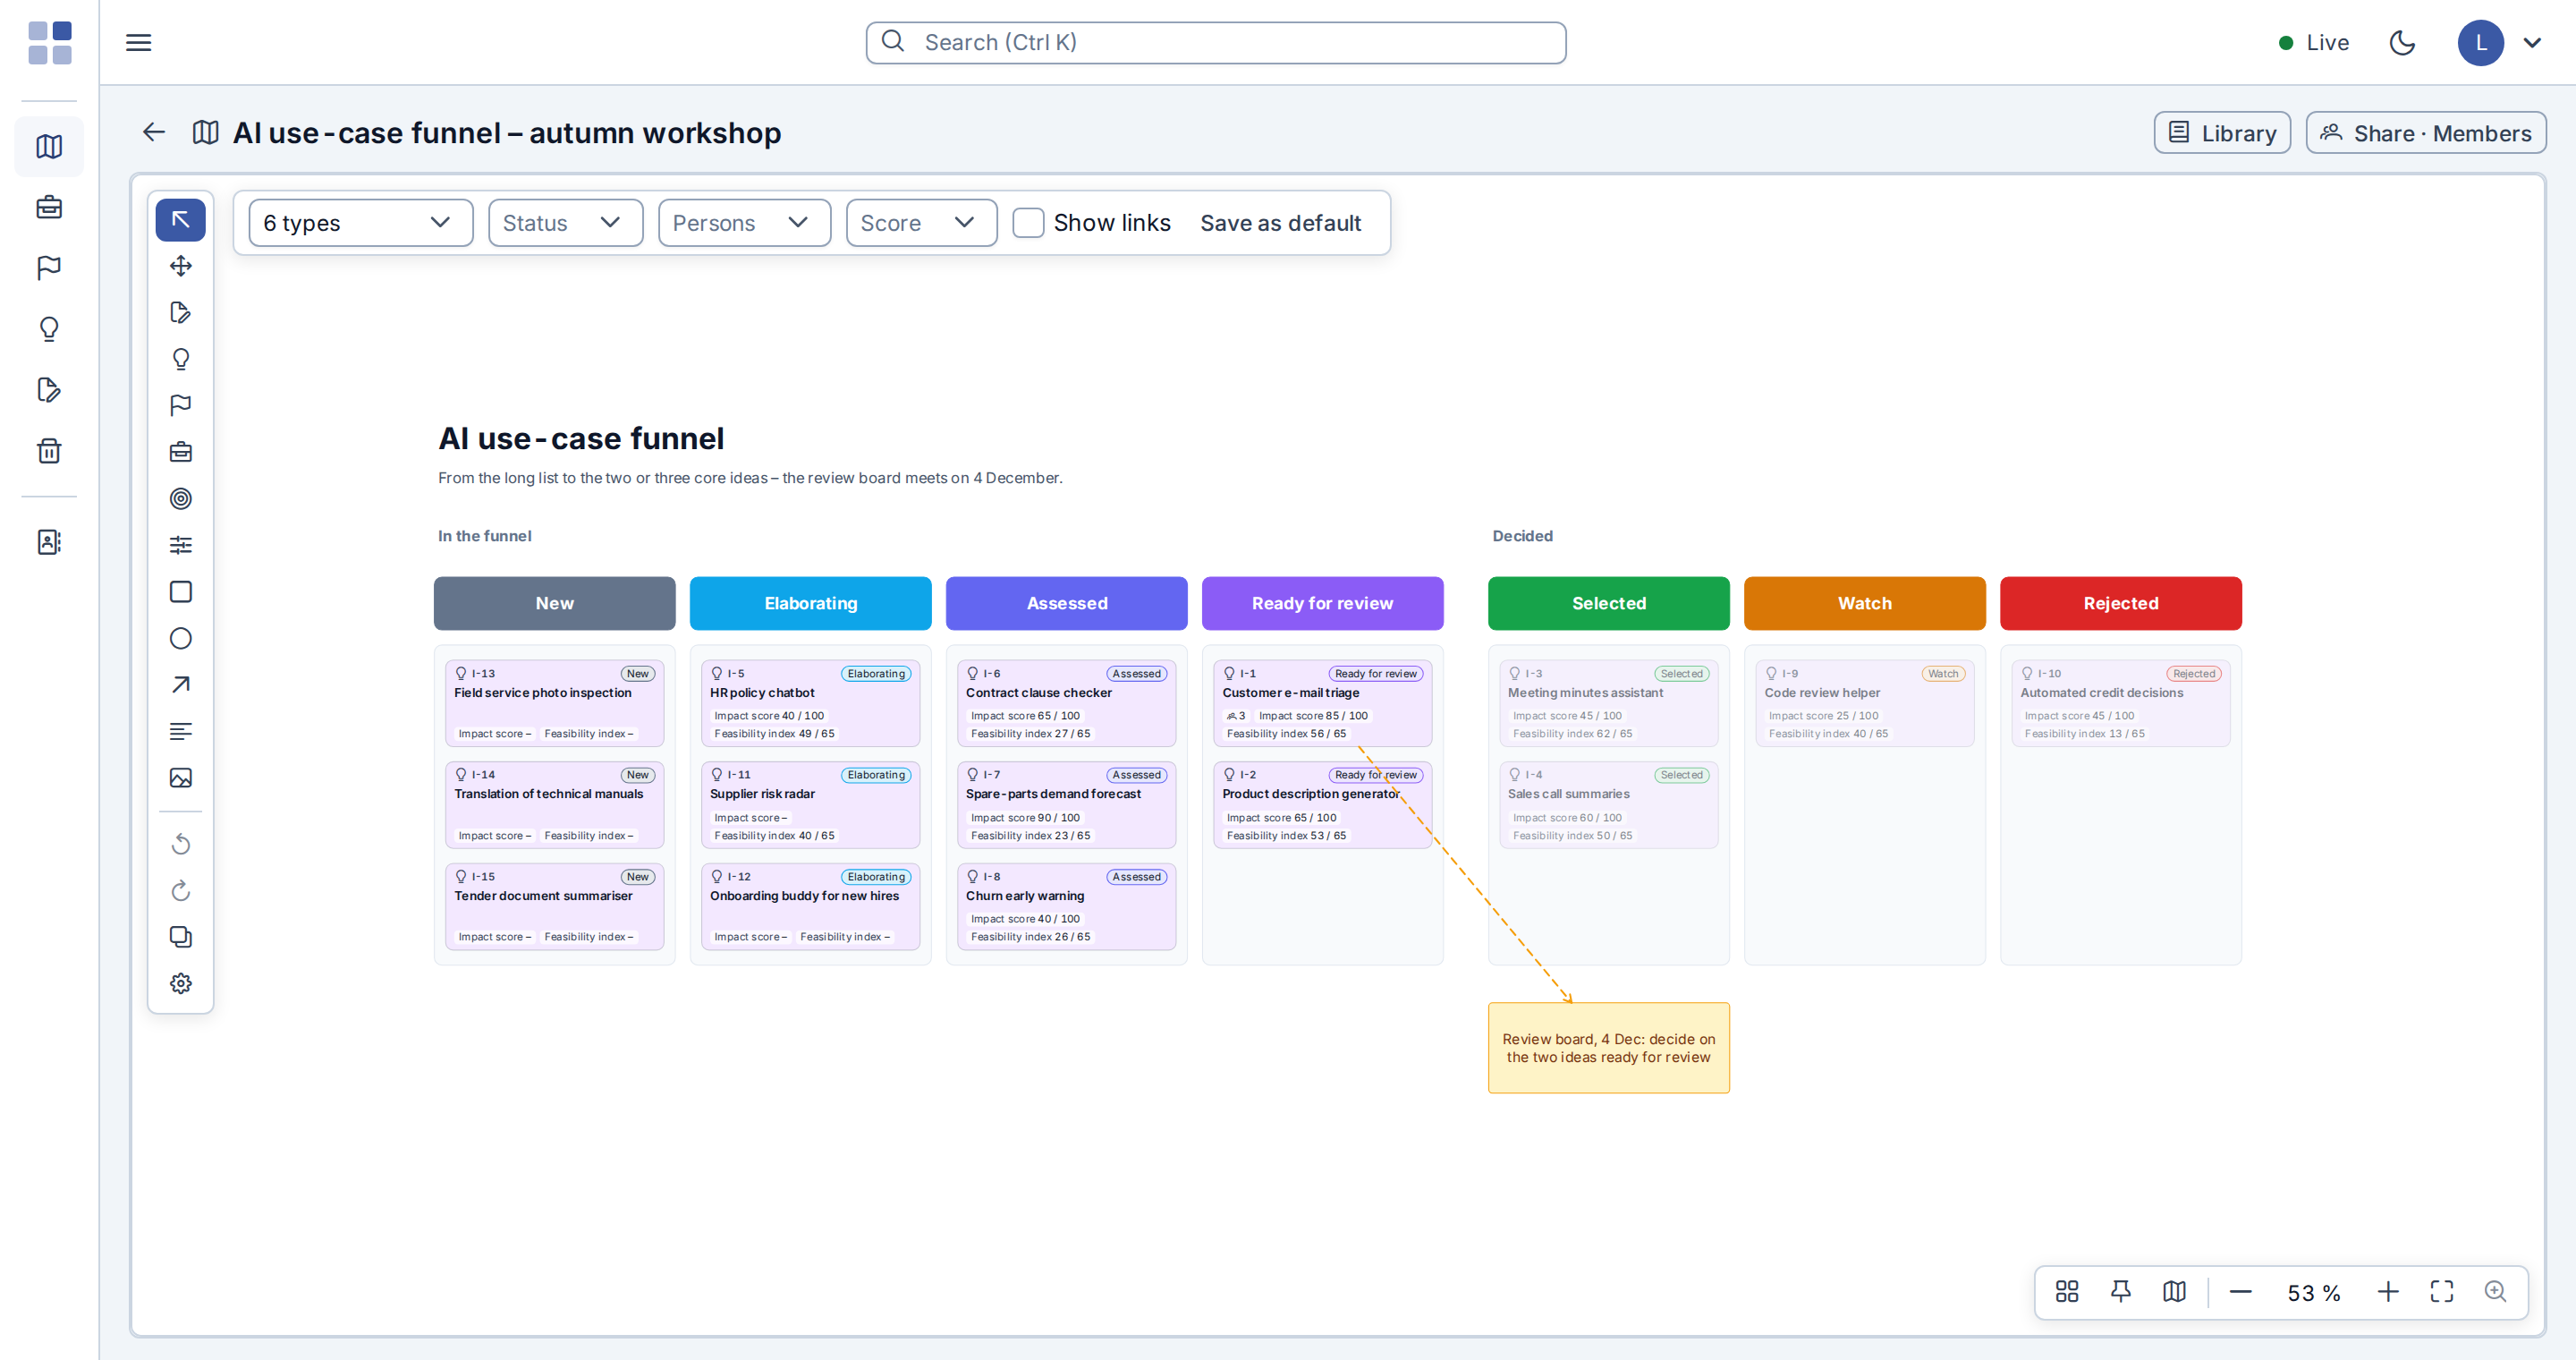 Search (Ctrl K)
Live
L
AI use-case funnel – autumn workshop
Library
Share · Members
6 types
Status
Persons
Score
Show links
Save as default
AI use-case funnel
From the long list to the two or three core ideas – the review board meets on 4 December.
In the funnel
Decided
New
Elaborating
Assessed
Ready for review
Selected
Watch
Rejected
I-13 New
Field service photo inspection
Impact score – Feasibility index –
I-14 New
Translation of technical manuals
Impact score – Feasibility index –
I-15 New
Tender document summariser
Impact score – Feasibility index –
I-5 Elaborating
HR policy chatbot
Impact score 40 / 100
Feasibility index 49 / 65
I-11 Elaborating
Supplier risk radar
Impact score –
Feasibility index 40 / 65
I-12 Elaborating
Onboarding buddy for new hires
Impact score – Feasibility index –
I-6 Assessed
Contract clause checker
Impact score 65 / 100
Feasibility index 27 / 65
I-7 Assessed
Spare-parts demand forecast
Impact score 90 / 100
Feasibility index 23 / 65
I-8 Assessed
Churn early warning
Impact score 40 / 100
Feasibility index 26 / 65
I-1 Ready for review
Customer e-mail triage
3 Impact score 85 / 100
Feasibility index 56 / 65
I-2 Ready for review
Product description generator
Impact score 65 / 100
Feasibility index 53 / 65
I-3 Selected
Meeting minutes assistant
Impact score 45 / 100
Feasibility index 62 / 65
I-4 Selected
Sales call summaries
Impact score 60 / 100
Feasibility index 50 / 65
I-9 Watch
Code review helper
Impact score 25 / 100
Feasibility index 40 / 65
I-10 Rejected
Automated credit decisions
Impact score 45 / 100
Feasibility index 13 / 65
Review board, 4 Dec: decide on
the two ideas ready for review
53 %